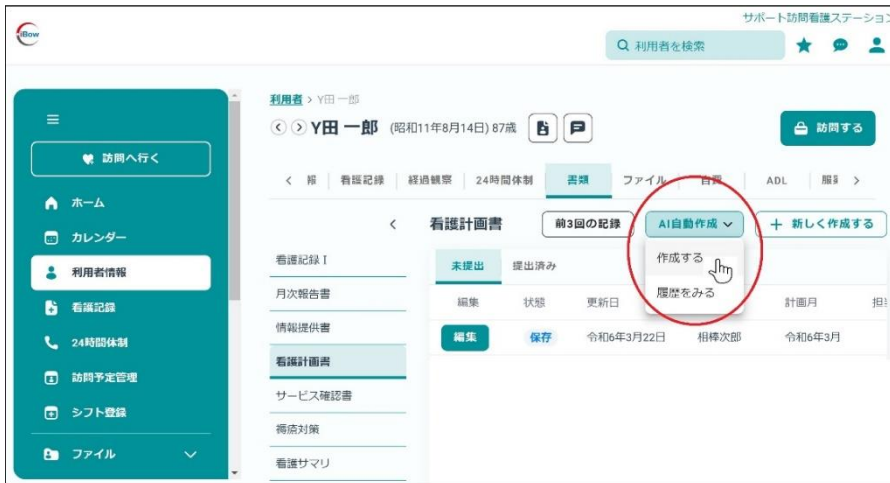 サポート訪問看護ステーション
iBow
利用者を検索
利用者 > Y田 一郎
Y田 一郎 (昭和11年8月14日) 87歳
訪問する
訪問へ行く
看護記録 経過観察 24時間体制 書類 ファイル 自費 ADL
ホーム
カレンダー
利用者情報
看護記録
24時間体制
訪問予定管理
シフト登録
ファイル
看護計画書 前3回の記録 AI自動作成 + 新しく作成する
作成する
履歴をみる
看護記録 I
月次報告書
情報提供書
看護計画書
サービス確認書
褥瘡対策
看護サマリ
未提出 提出済み
編集 状態 更新日 計画月
編集 保存 令和6年3月22日 相棒次郎 令和6年3月